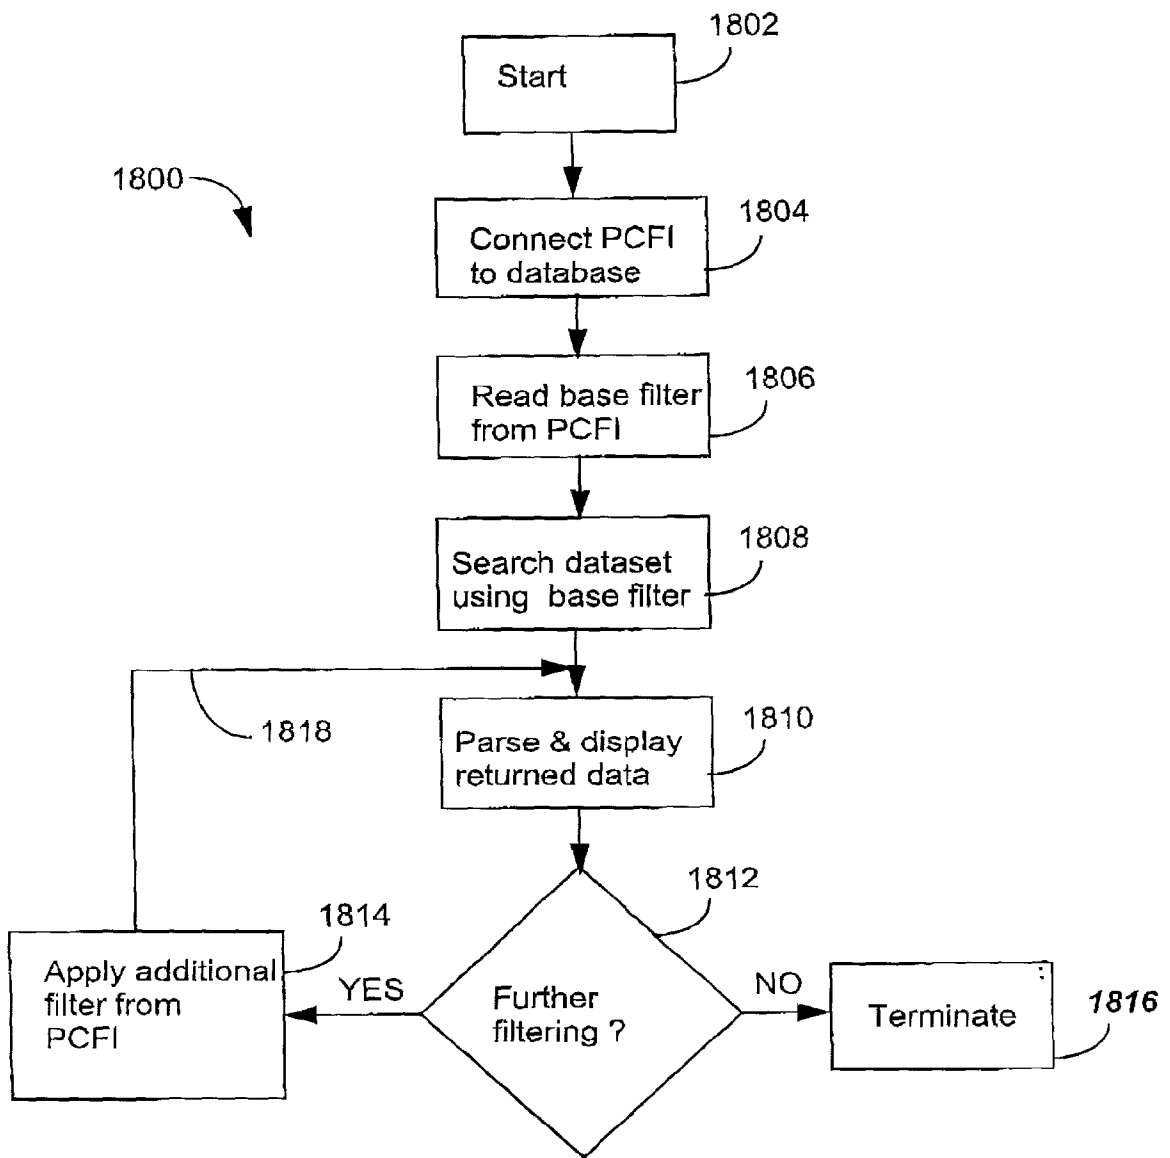 1802
Start
1800
1804
Connect PCFI
to database
1806
Read base filter
from PCFI
1808
Search dataset
using base filter
1818
1810
Parse & display
returned data
1812
1814
Apply additional
filter from
PCFI
YES
Further
filtering ?
NO
Terminate
1816